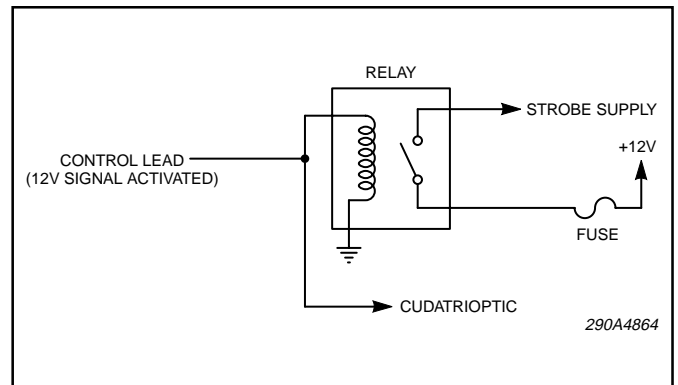 RELAY
STROBE SUPPLY
+12V
CONTROL LEAD
(12V SIGNAL ACTIVATED)
FUSE
CUDATRIOPTIC
290A4864